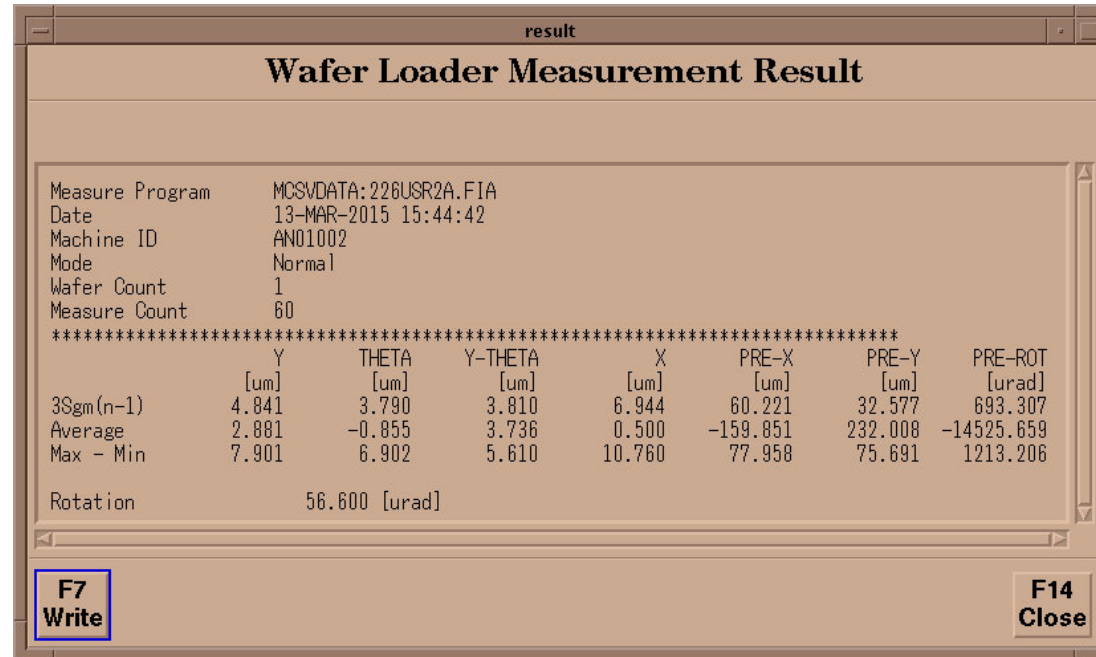 result
Wafer Loader Measurement Result
Measure Program MCSVDATA:226USR2A.FIA
Date 13-MAR-2015 15:44:42
Machine ID AN01002
Mode Normal
Wafer Count 1
Measure Count 60
********************************************************************************
Y THETA Y-THETA X PRE-X PRE-Y PRE-ROT
[um] [um] [um] [um] [um] [um] [urad]
3Sgm(n-1) 4.841 3.790 3.810 6.944 60.221 32.577 693.307
Average 2.881 -0.855 3.736 0.500 -159.851 232.008 -14525.659
Max - Min 7.901 6.902 5.610 10.760 77.958 75.691 1213.206
Rotation 56.600 [urad]
F7
Write
F14
Close